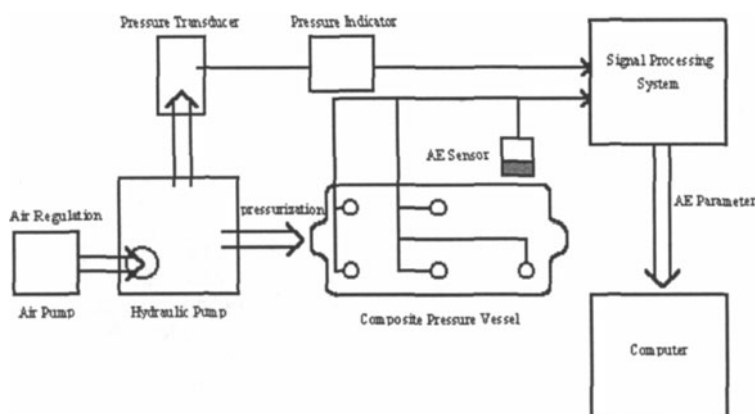 Pressure Transducer
Pressure Indicator
Signal Processing
System
AE Sensor
Air Regulation
pressurization
AE Parameter
Air Pump
Hydraulic Pump
Composite Pressure Vessel
Computer